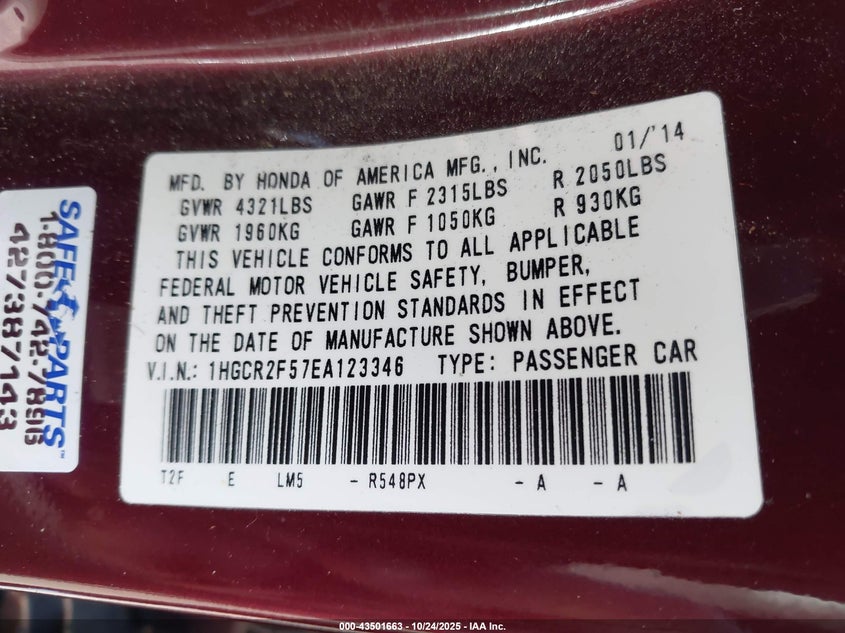 MFD. BY HONDA OF AMERICA MFG., INC. 01/'14
GVWR 4321LBS GAWR F 2315LBS R 2050LBS
GVWR 1960KG GAWR F 1050KG R 930KG
THIS VEHICLE CONFORMS TO ALL APPLICABLE
FEDERAL MOTOR VEHICLE SAFETY, BUMPER,
AND THEFT PREVENTION STANDARDS IN EFFECT
ON THE DATE OF MANUFACTURE SHOWN ABOVE.
V.I.N.: 1HGCR2F57EA123346 TYPE: PASSENGER CAR
T2F E LM5 - R548PX - A - A
SAFE PARTS™
1.800.742.7896
427387143
000-43501663 - 10/24/2025 - IAA Inc.